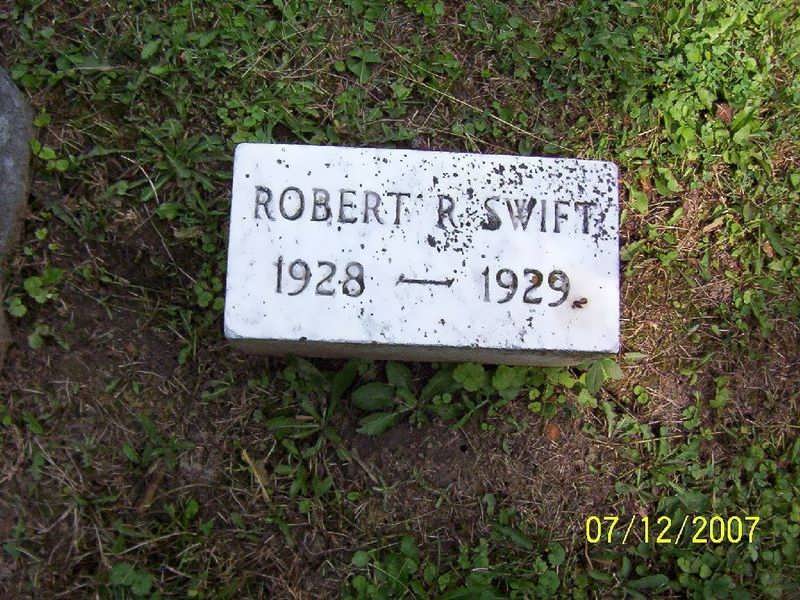 ROBERT R. SWIFT
1928 — 1929
07/12/2007